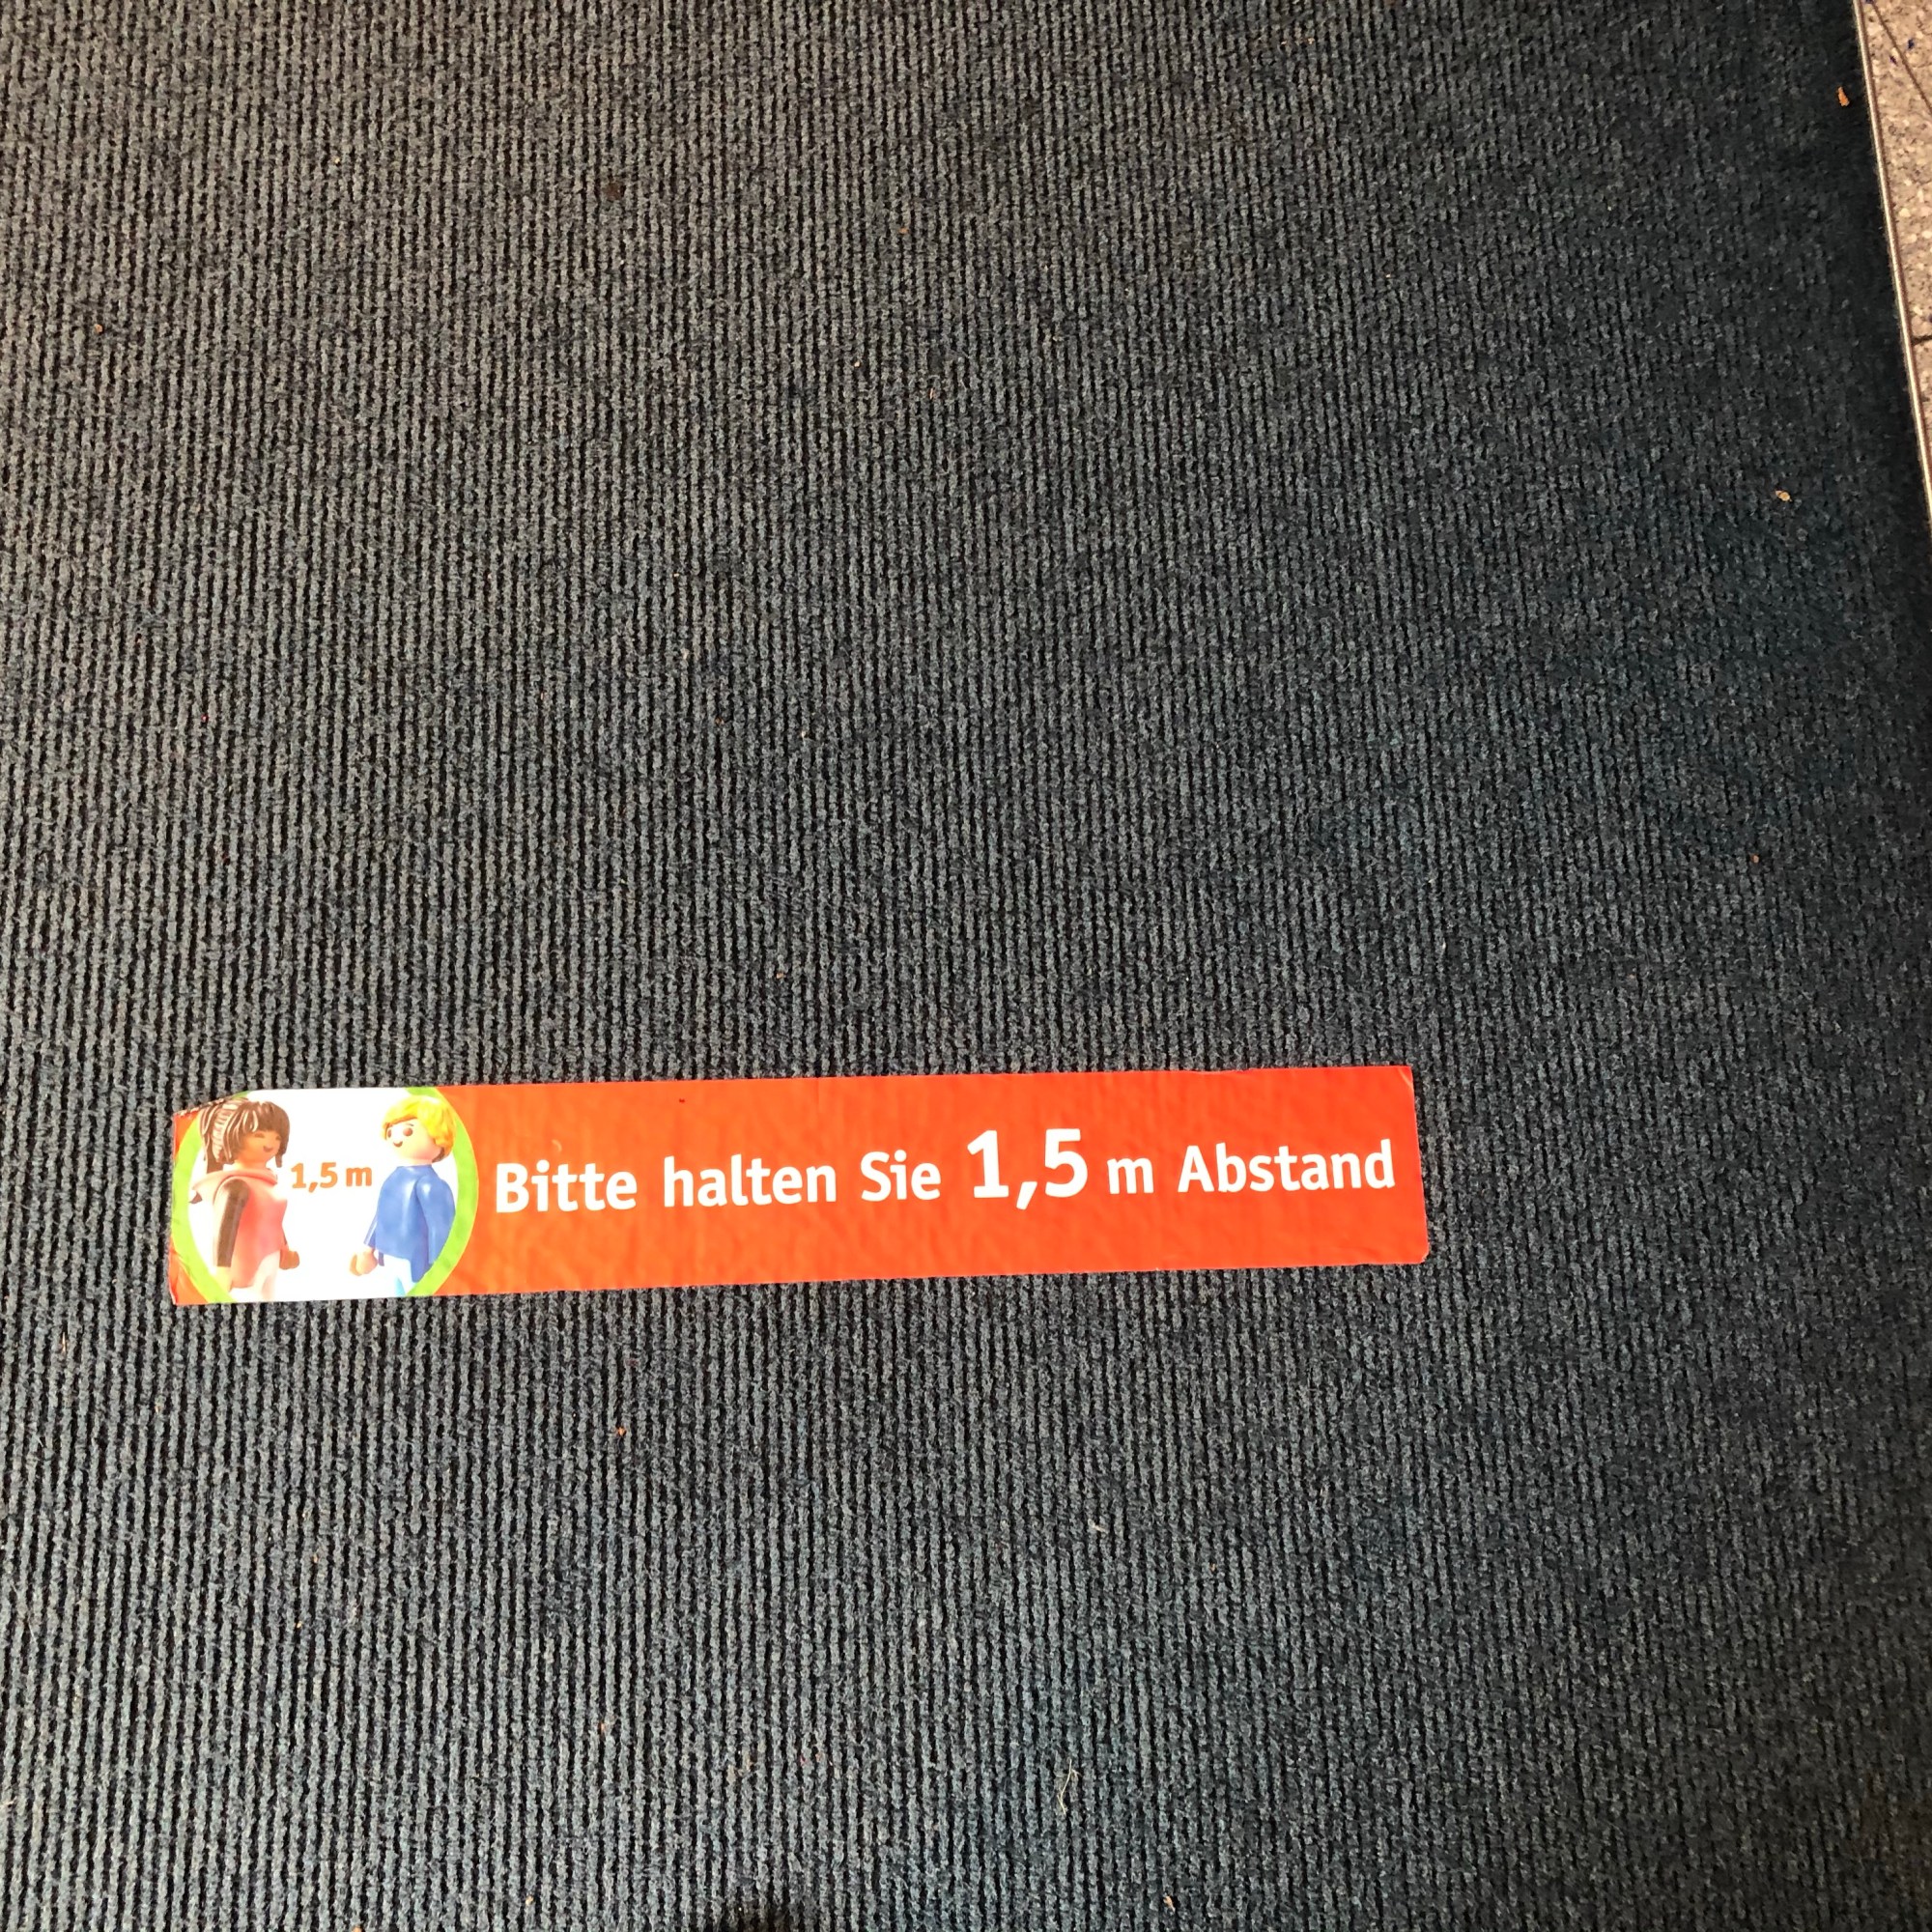 1,5 m
Bitte halten Sie 1,5 m Abstand